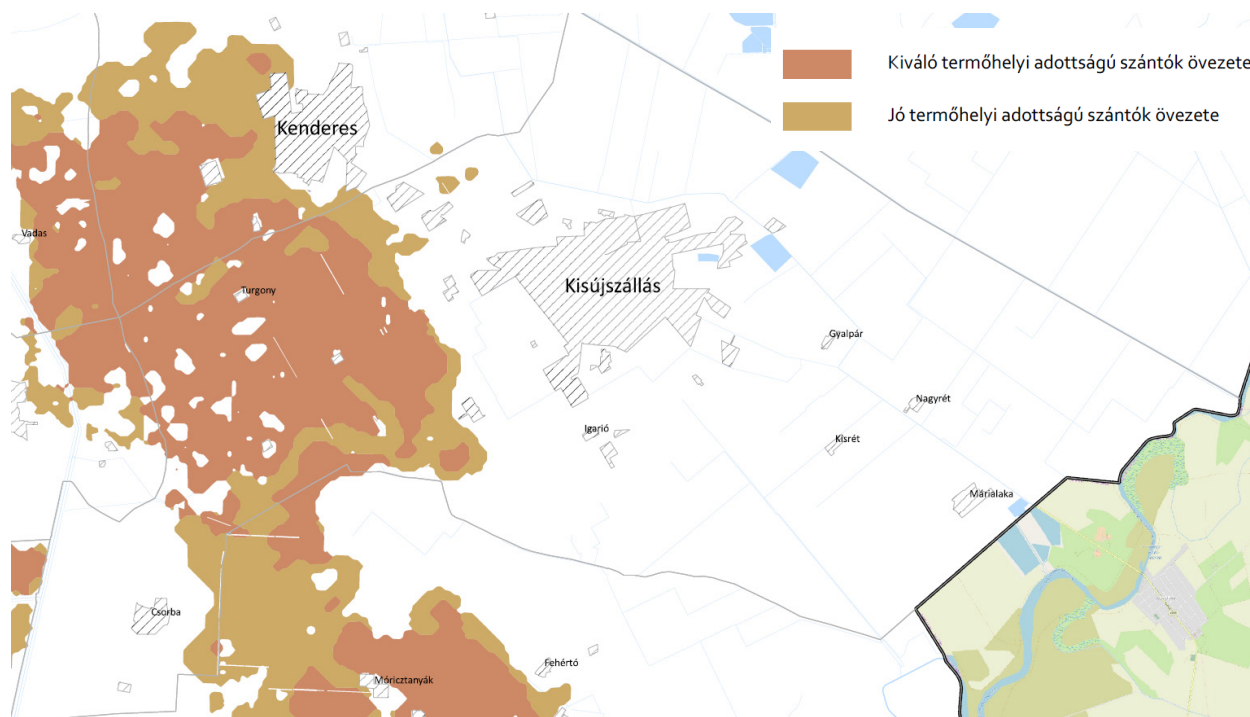 Kiváló termőhelyi adottságú szántók övezete
Jó termőhelyi adottságú szántók övezete
Kenderes
Vadas
Turgony
Kisújszállás
Gyalpár
Nagyrét
Igarió
Kisrét
Márialaka
Csorba
Fehértó
Móricztanyák